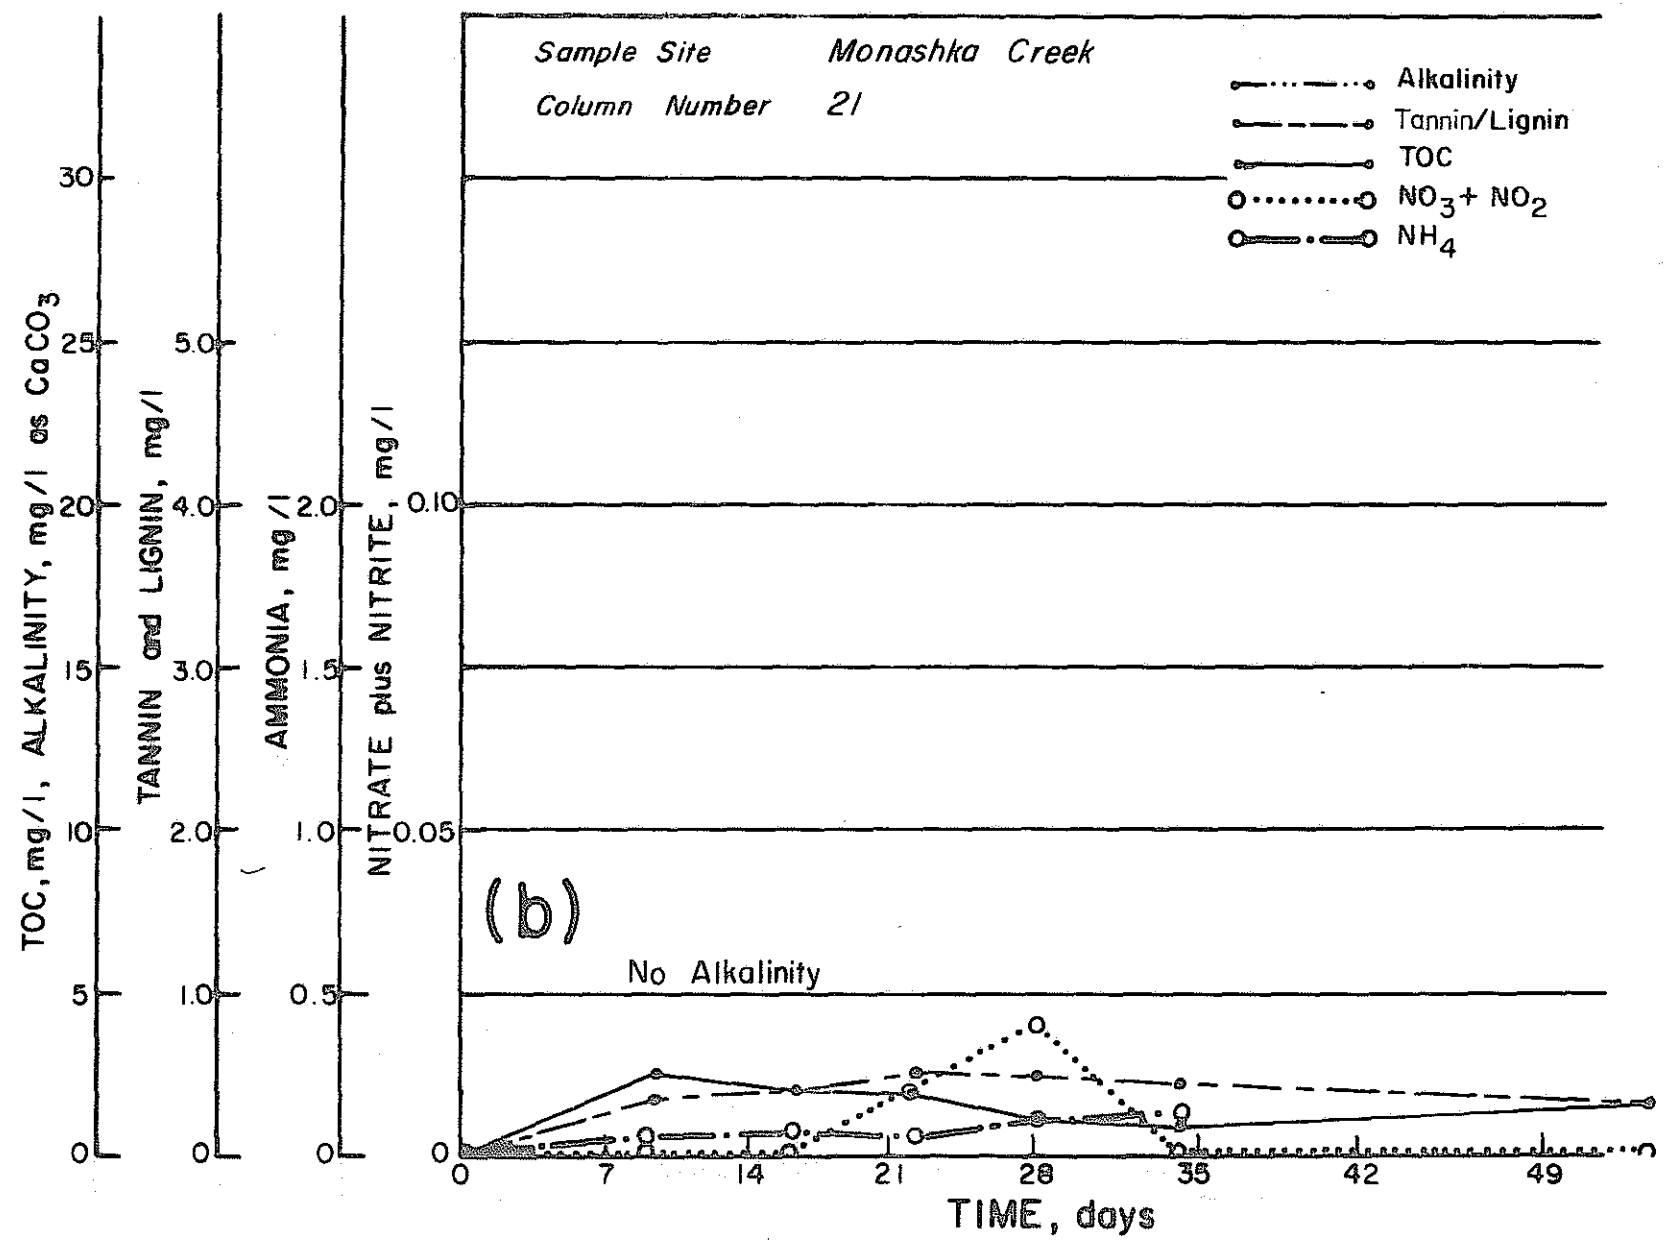 Sample Site Monashka Creek
Column Number 21
Alkalinity
Tannin/Lignin
TOC
NO3+ NO2
NH4
TOC, mg/l, ALKALINITY, mg/l as CaCO3
30
25
20
15
10
5
0
TANNIN and LIGNIN, mg/l
5.0
4.0
3.0
2.0
1.0
0
AMMONIA, mg/l
2.0
1.5
1.0
0.5
0
NITRATE plus NITRITE, mg/l
0.10
0.05
0
(b)
No Alkalinity
0 7 14 21 28 35 42 49
TIME, days